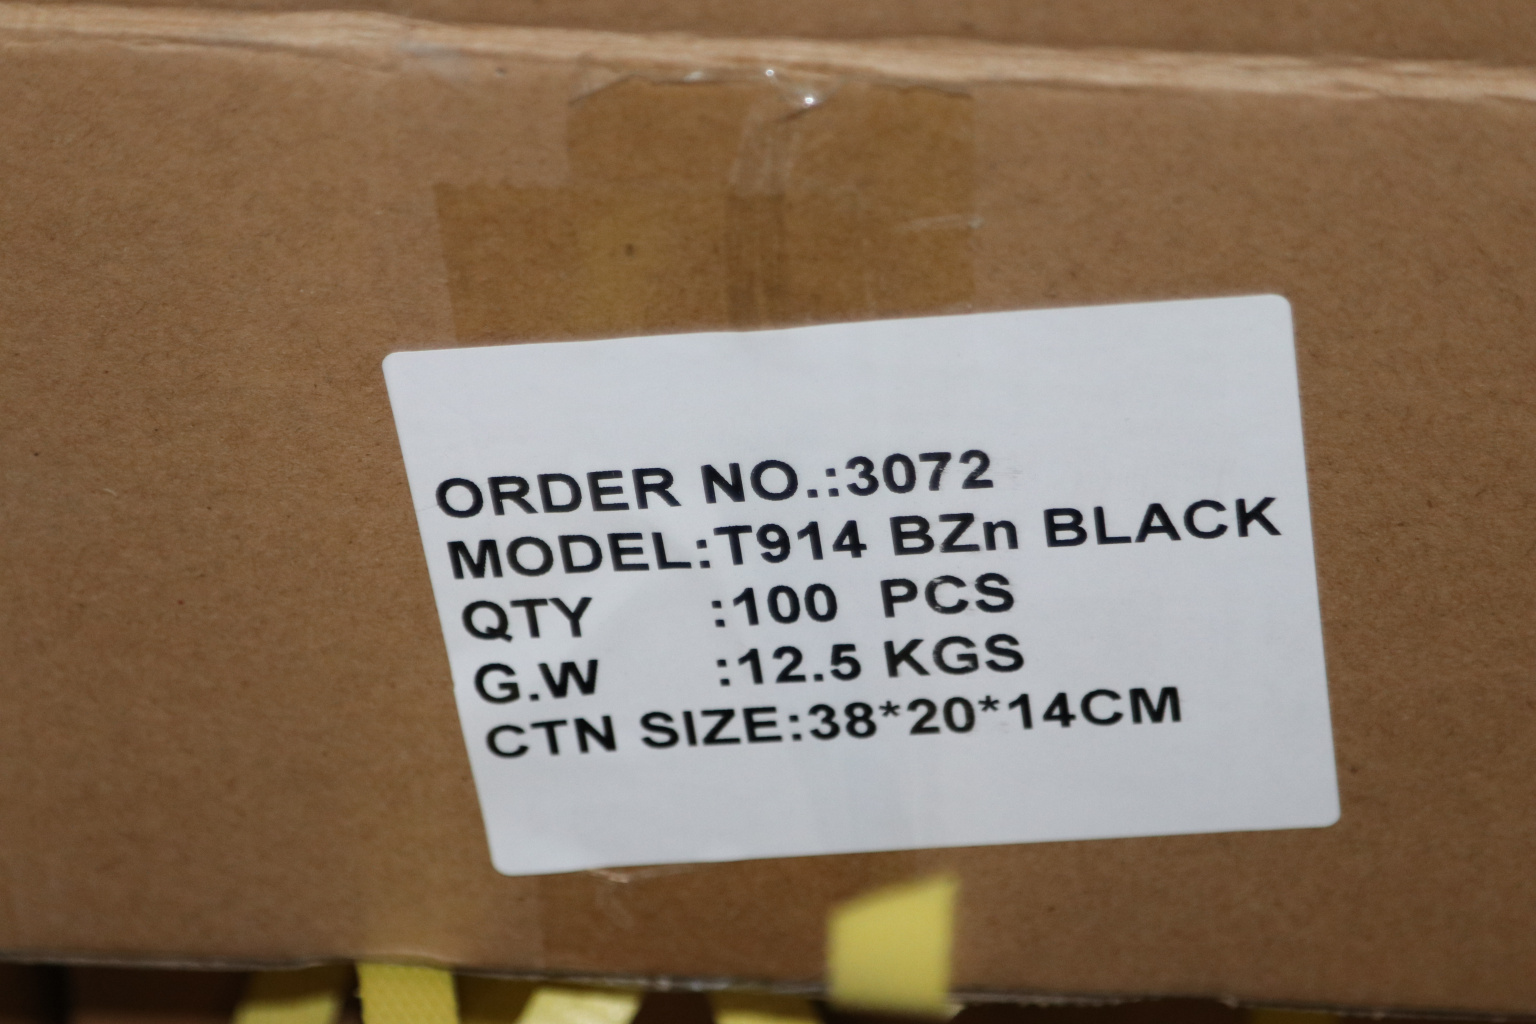 ORDER NO.:3072
MODEL:T914 BZn BLACK
QTY :100 PCS
G.W :12.5 KGS
CTN SIZE:38*20*14CM